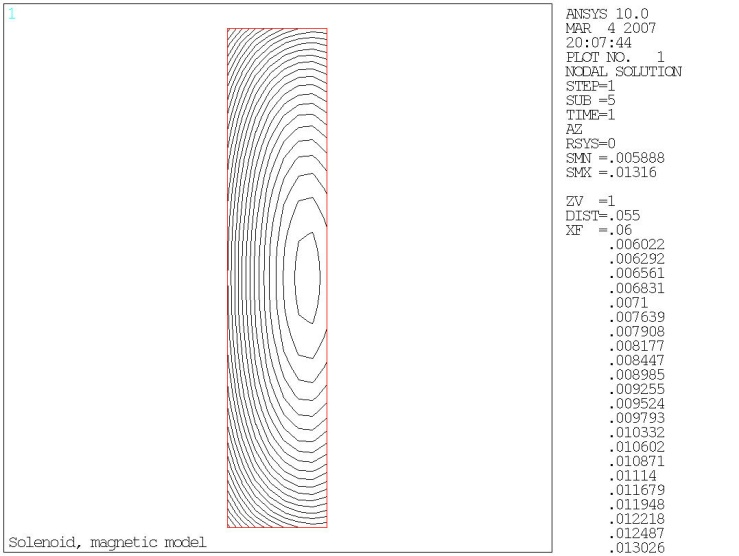 1
ANSYS 10.0
MAR 4 2007
20:07:44
PLOT NO. 1
NODAL SOLUTION
STEP=1
SUB =5
TIME=1
AZ
RSYS=0
SMN =.005888
SMX =.01316
ZV =1
DIST=.055
XF =.06
.006022
.006292
.006561
.006831
.0071
.007639
.007908
.008177
.008447
.008985
.009255
.009524
.009793
.010332
.010602
.010871
.01114
.011679
.011948
.012218
.012487
.013026
Solenoid, magnetic model